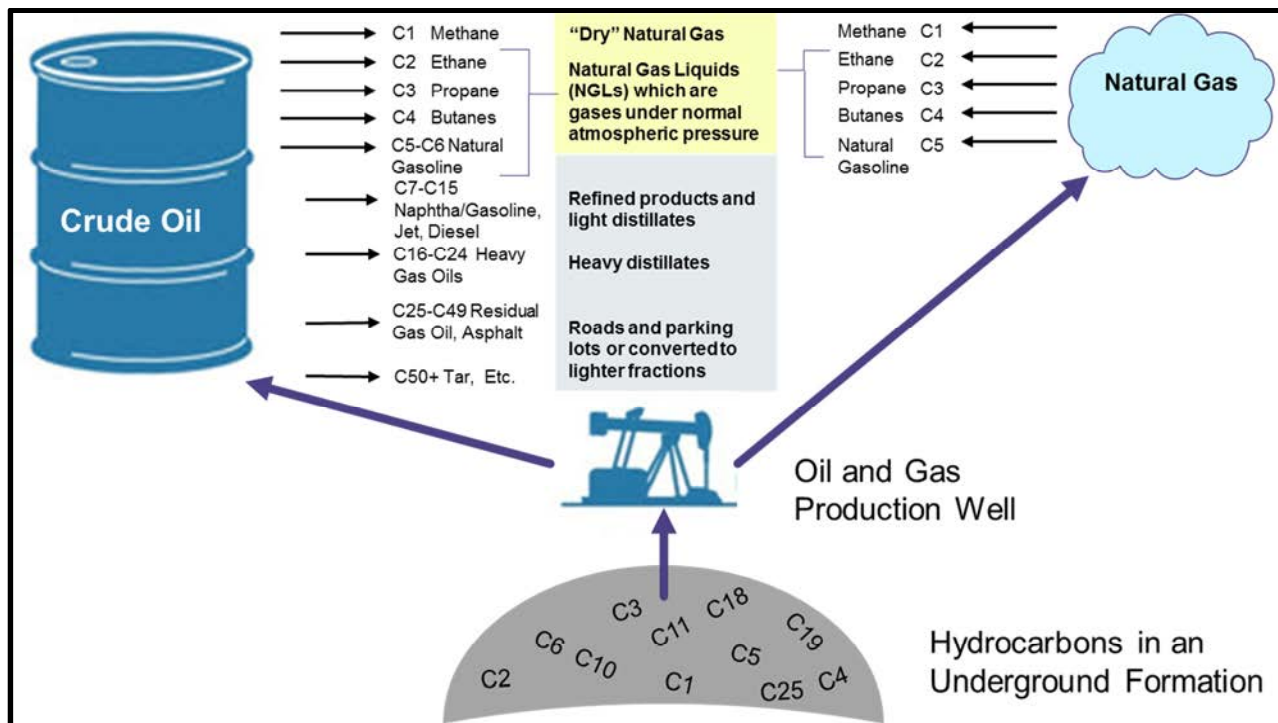 Crude Oil
C1 Methane
C2 Ethane
C3 Propane
C4 Butanes
C5-C6 Natural
Gasoline
C7-C15
Naphtha/Gasoline,
Jet, Diesel
C16-C24 Heavy
Gas Oils
C25-C49 Residual
Gas Oil, Asphalt
C50+ Tar, Etc.
“Dry” Natural Gas
Natural Gas Liquids
(NGLs) which are
gases under normal
atmospheric pressure
Refined products and
light distillates
Heavy distillates
Roads and parking
lots or converted to
lighter fractions
Methane C1
Ethane C2
Propane C3
Butanes C4
Natural C5
Gasoline
Natural Gas
Oil and Gas
Production Well
C3
C18
C11
C19
C6
C10
C5
C2
C1
C25
C4
Hydrocarbons in an
Underground Formation